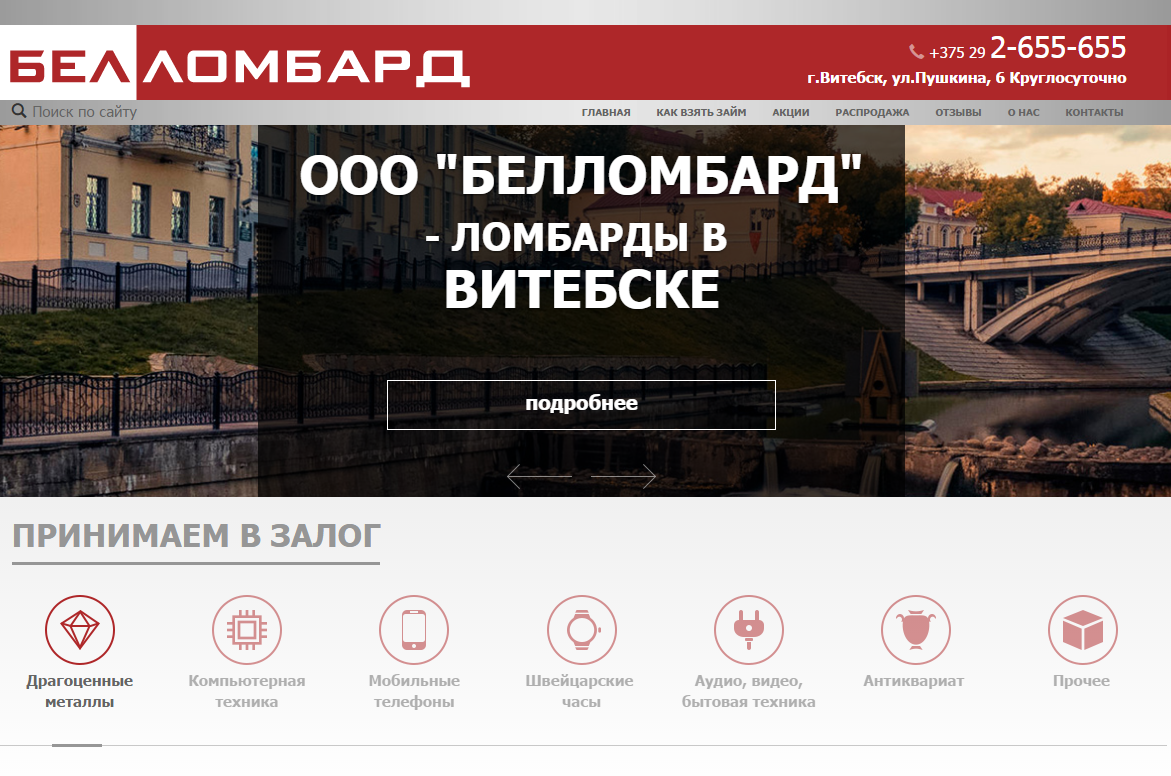 БЕЛЛОМБАРД
+375 29 2-655-655
г.Витебск, ул.Пушкина, 6 Круглосуточно
Поиск по сайту
ГЛАВНАЯ КАК ВЗЯТЬ ЗАЙМ АКЦИИ РАСПРОДАЖА ОТЗЫВЫ О НАС КОНТАКТЫ
ООО "БЕЛЛОМБАРД"
- ЛОМБАРДЫ В
ВИТЕБСКЕ
подробнее
ПРИНИМАЕМ В ЗАЛОГ
Драгоценные
металлы
Компьютерная
техника
Мобильные
телефоны
Швейцарские
часы
Аудио, видео,
бытовая техника
Антиквариат
Прочее